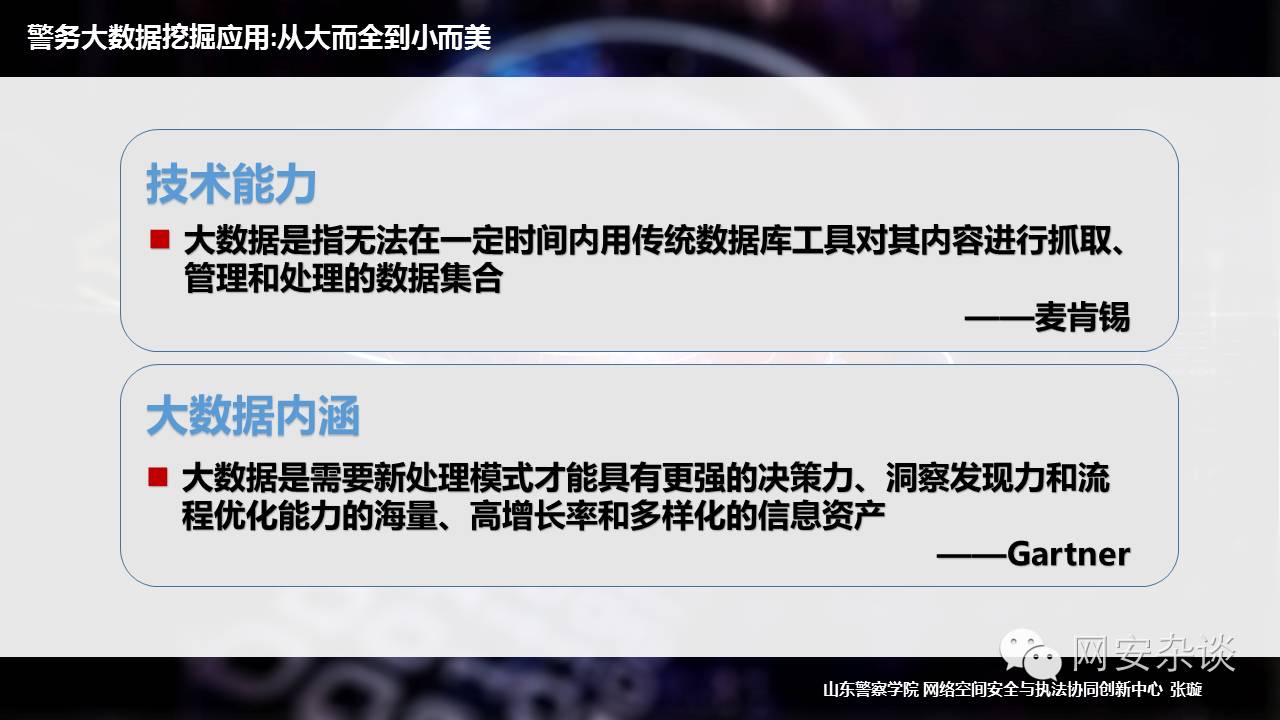 警务大数据挖掘应用:从大而全到小而美
技术能力
大数据是指无法在一定时间内用传统数据库工具对其内容进行抓取、
管理和处理的数据集合
——麦肯锡
大数据内涵
大数据是需要新处理模式才能具有更强的决策力、洞察发现力和流
程优化能力的海量、高增长率和多样化的信息资产
——Gartner
网安杂谈
山东警察学院 网络空间安全与执法协同创新中心 张璇